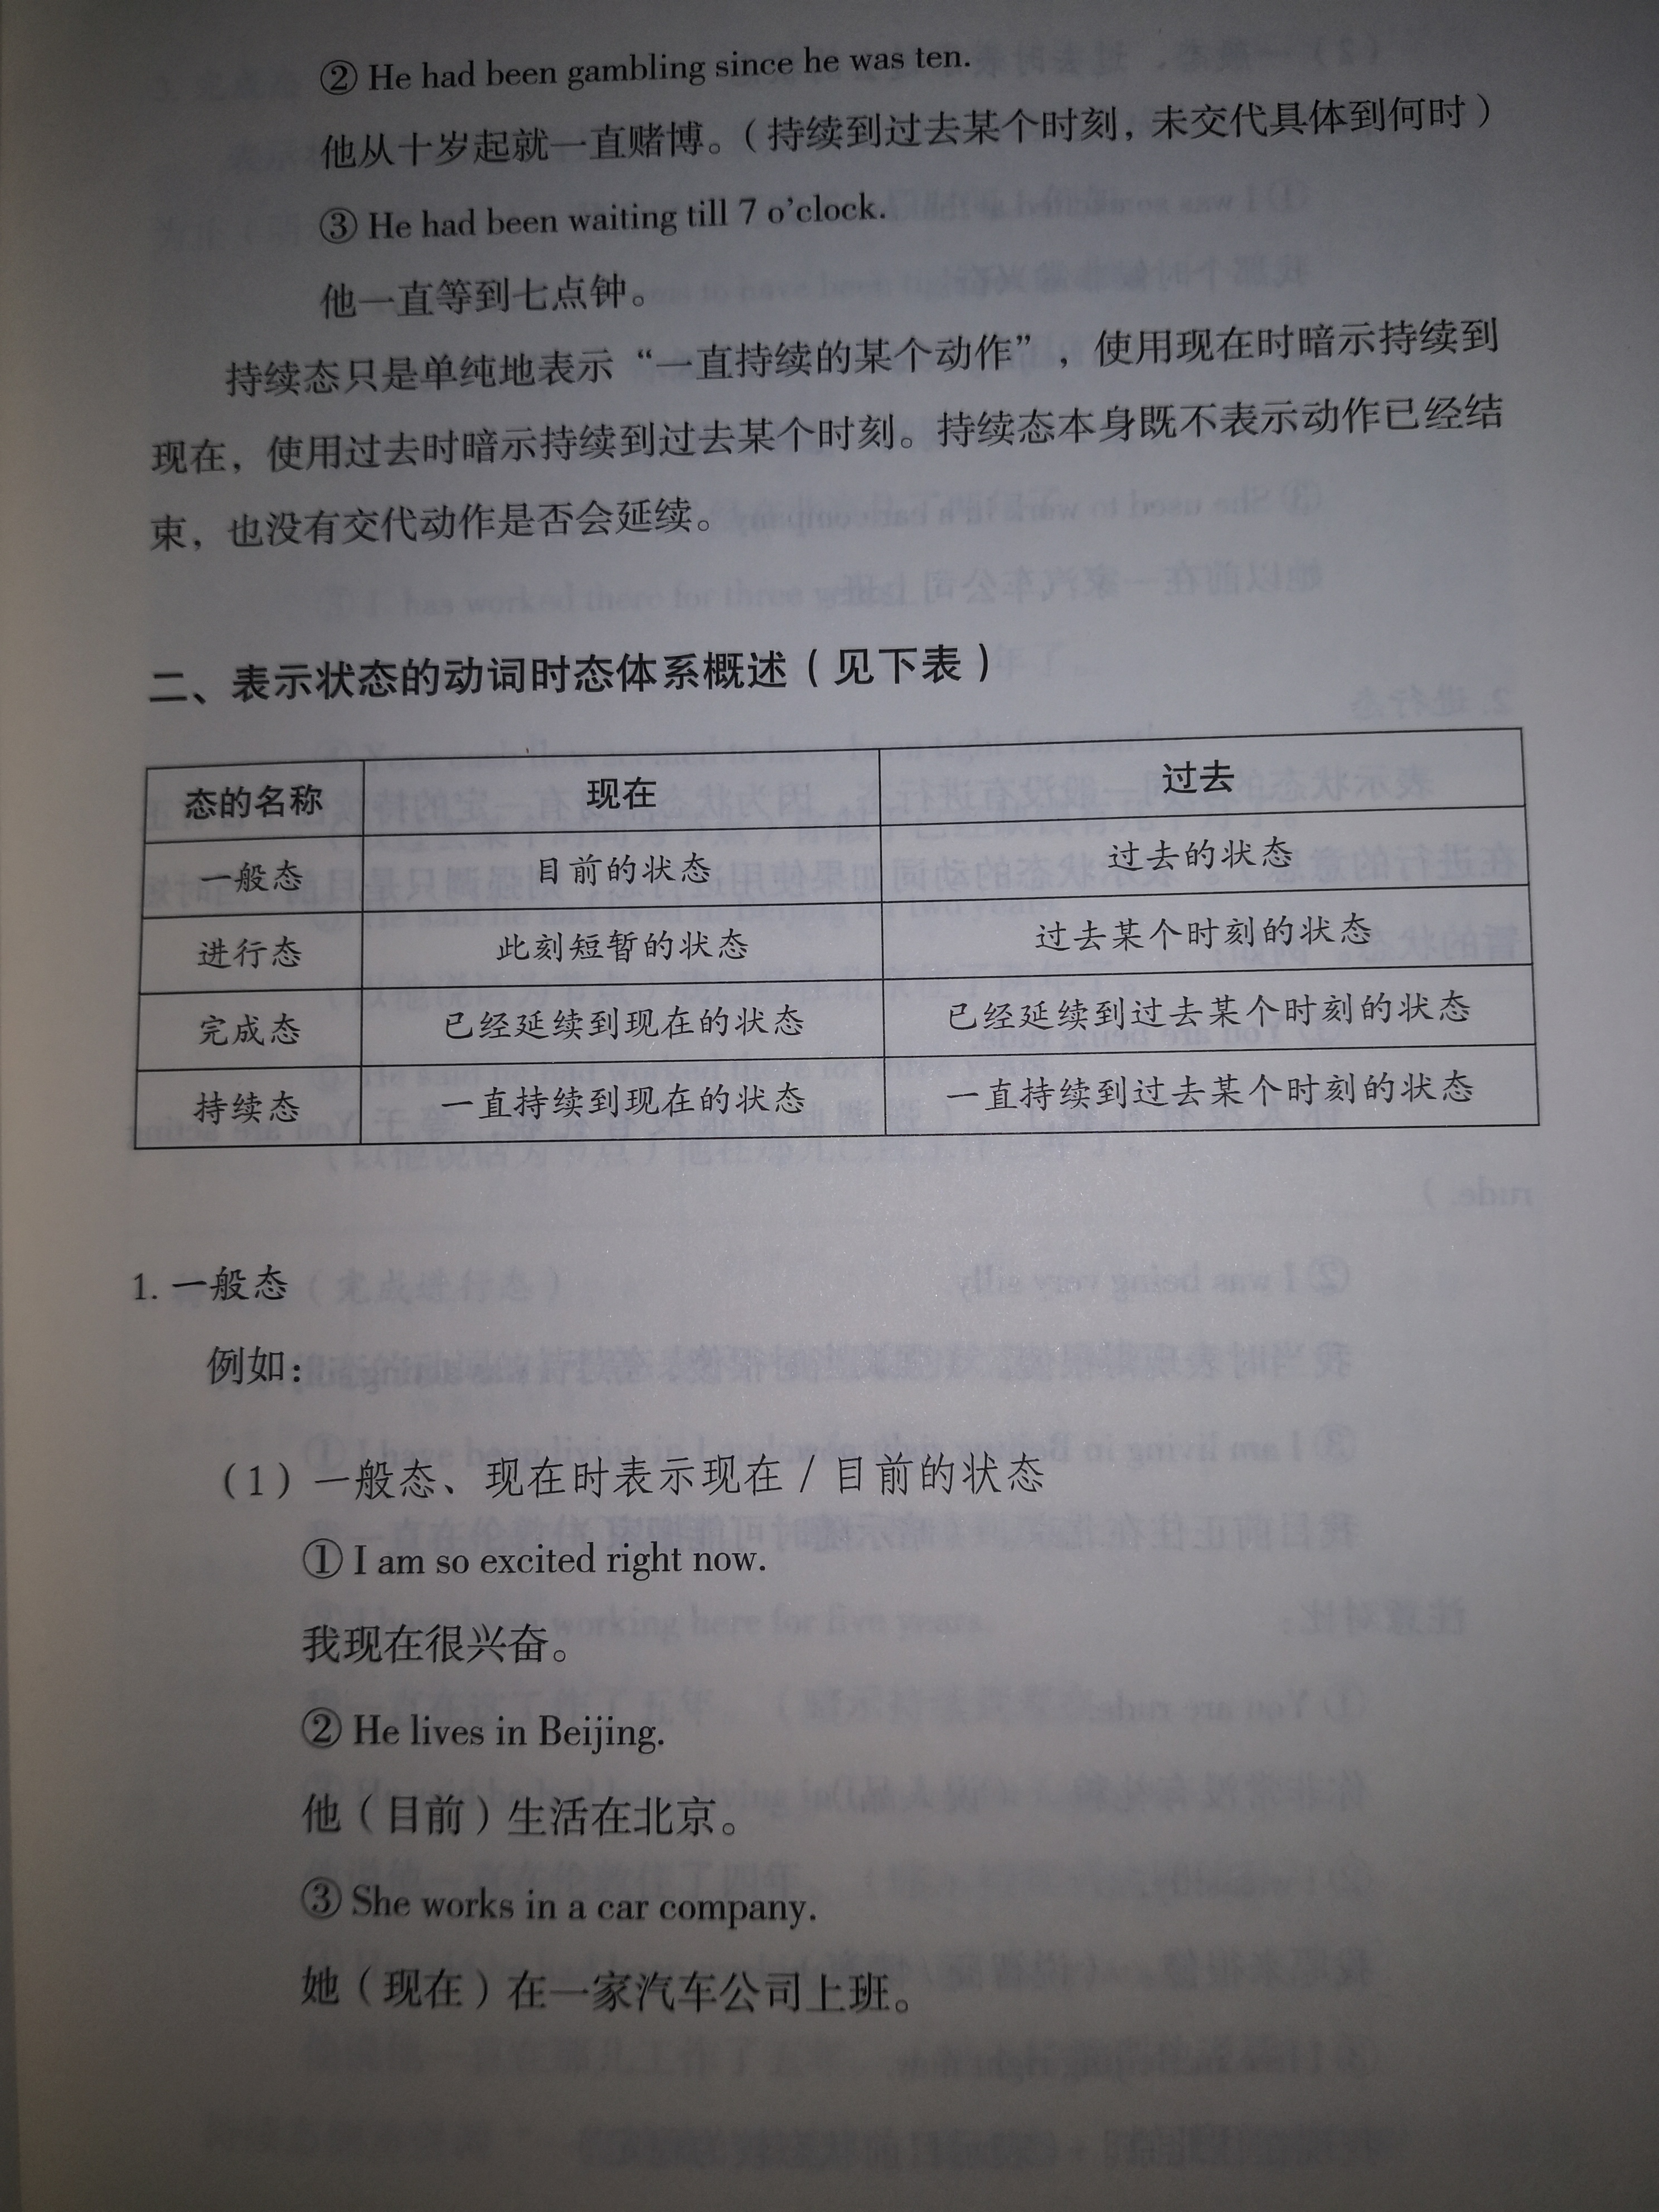 ② He had been gambling since he was ten.
他从十岁起就一直赌博。（持续到过去某个时刻，未交代具体到何时）
③ He had been waiting till 7 o'clock.
他一直等到七点钟。
持续态只是单纯地表示“一直持续的某个动作”，使用现在时暗示持续到
现在，使用过去时暗示持续到过去某个时刻。持续态本身既不表示动作已经结
束，也没有交代动作是否会延续。
二、表示状态的动词时态体系概述（见下表）
态的名称 现在 过去
一般态 目前的状态 过去的状态
进行态 此刻短暂的状态 过去某个时刻的状态
完成态 已经延续到现在的状态 已经延续到过去某个时刻的状态
持续态 一直持续到现在的状态 一直持续到过去某个时刻的状态
1. 一般态
例如：
（1）一般态、现在时表示现在 / 目前的状态
① I am so excited right now.
我现在很兴奋。
② He lives in Beijing.
他（目前）生活在北京。
③ She works in a car company.
她（现在）在一家汽车公司上班。